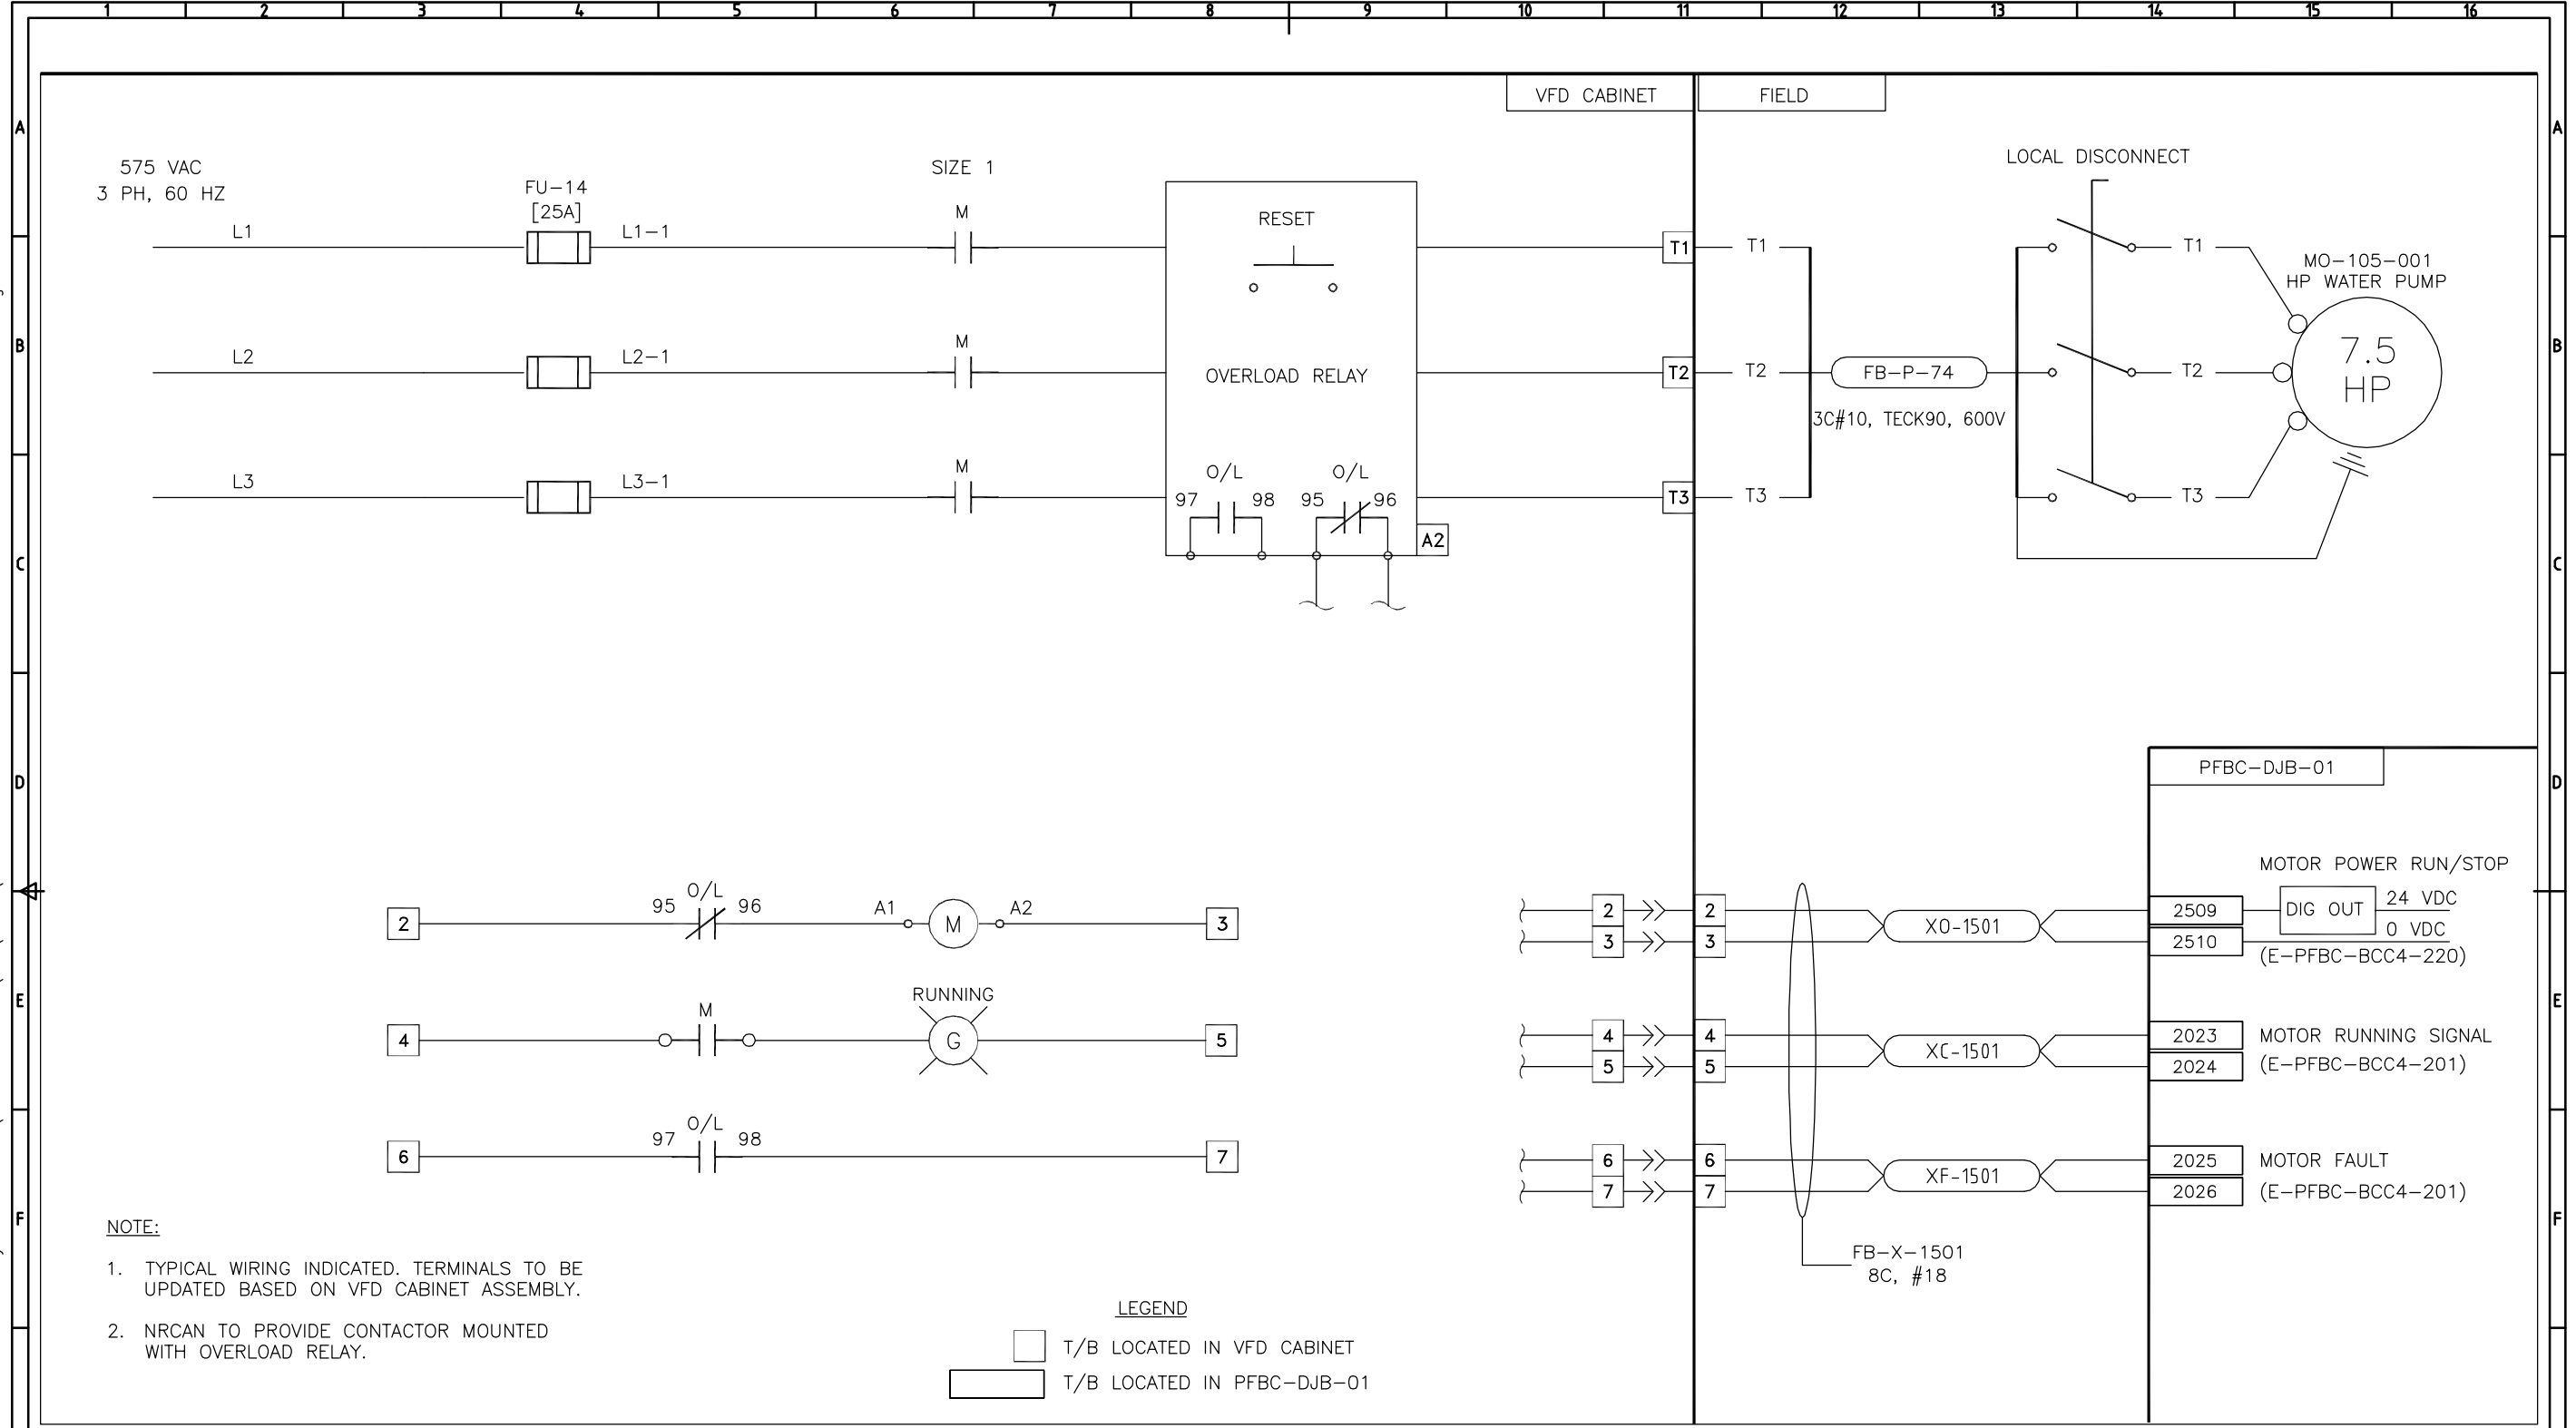 1 2 3 4 5 6 7 8 9 10 11 12 13 14 15 16
VFD CABINET
FIELD
A
A
575 VAC
3 PH, 60 HZ
FU-14
[25A]
SIZE 1
LOCAL DISCONNECT
L1
L1-1
M
RESET
T1
T1
T1
MO-105-001
HP WATER PUMP
B
B
L2
L2-1
M
OVERLOAD RELAY
T2
T2
FB-P-74
T2
7.5
HP
3C#10, TECK90, 600V
L3
L3-1
M
O/L
O/L
97
98
95
96
T3
T3
T3
A2
C
C
D
D
PFBC-DJB-01
MOTOR POWER RUN/STOP
2
95
O/L
96
A1
M
A2
3
2
2
XO-1501
2509
DIG OUT
24 VDC
0 VDC
3
3
2510
(E-PFBC-BCC4-220)
E
E
RUNNING
4
M
G
5
4
4
XC-1501
2023
MOTOR RUNNING SIGNAL
5
5
2024
(E-PFBC-BCC4-201)
6
97
O/L
98
7
6
6
XF-1501
2025
MOTOR FAULT
7
7
2026
(E-PFBC-BCC4-201)
F
F
NOTE:
1. TYPICAL WIRING INDICATED. TERMINALS TO BE
UPDATED BASED ON VFD CABINET ASSEMBLY.
2. NRCAN TO PROVIDE CONTACTOR MOUNTED
WITH OVERLOAD RELAY.
FB-X-1501
8C, #18
LEGEND
T/B LOCATED IN VFD CABINET
T/B LOCATED IN PFBC-DJB-01